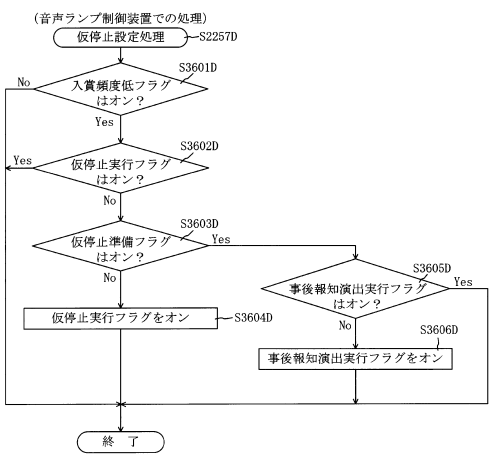 (音声ランプ制御装置での処理)
仮停止設定処理
S2257D
S3601D
No
入賞頻度低フラグ
はオン？
Yes
S3602D
Yes
仮停止実行フラグ
はオン？
No
S3603D
仮停止準備フラグ
はオン？
Yes
No
S3605D
事後報知演出実行フラグ
はオン？
Yes
No
仮停止実行フラグをオン
S3604D
S3606D
事後報知演出実行フラグをオン
終 了